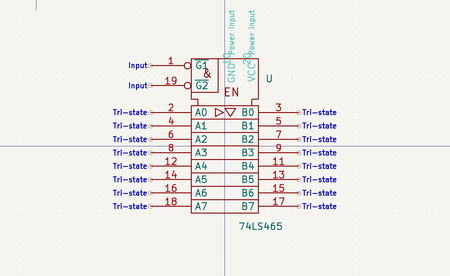 Power Input
Power Input
10
20
GND
VCC
Input 1 G1
&
Input 19 G2
U
EN
Tri-state 2 A0 B0 3 Tri-state
Tri-state 4 A1 B1 5 Tri-state
Tri-state 6 A2 B2 7 Tri-state
Tri-state 8 A3 B3 9 Tri-state
Tri-state 12 A4 B4 11 Tri-state
Tri-state 14 A5 B5 13 Tri-state
Tri-state 16 A6 B6 15 Tri-state
Tri-state 18 A7 B7 17 Tri-state
74LS465